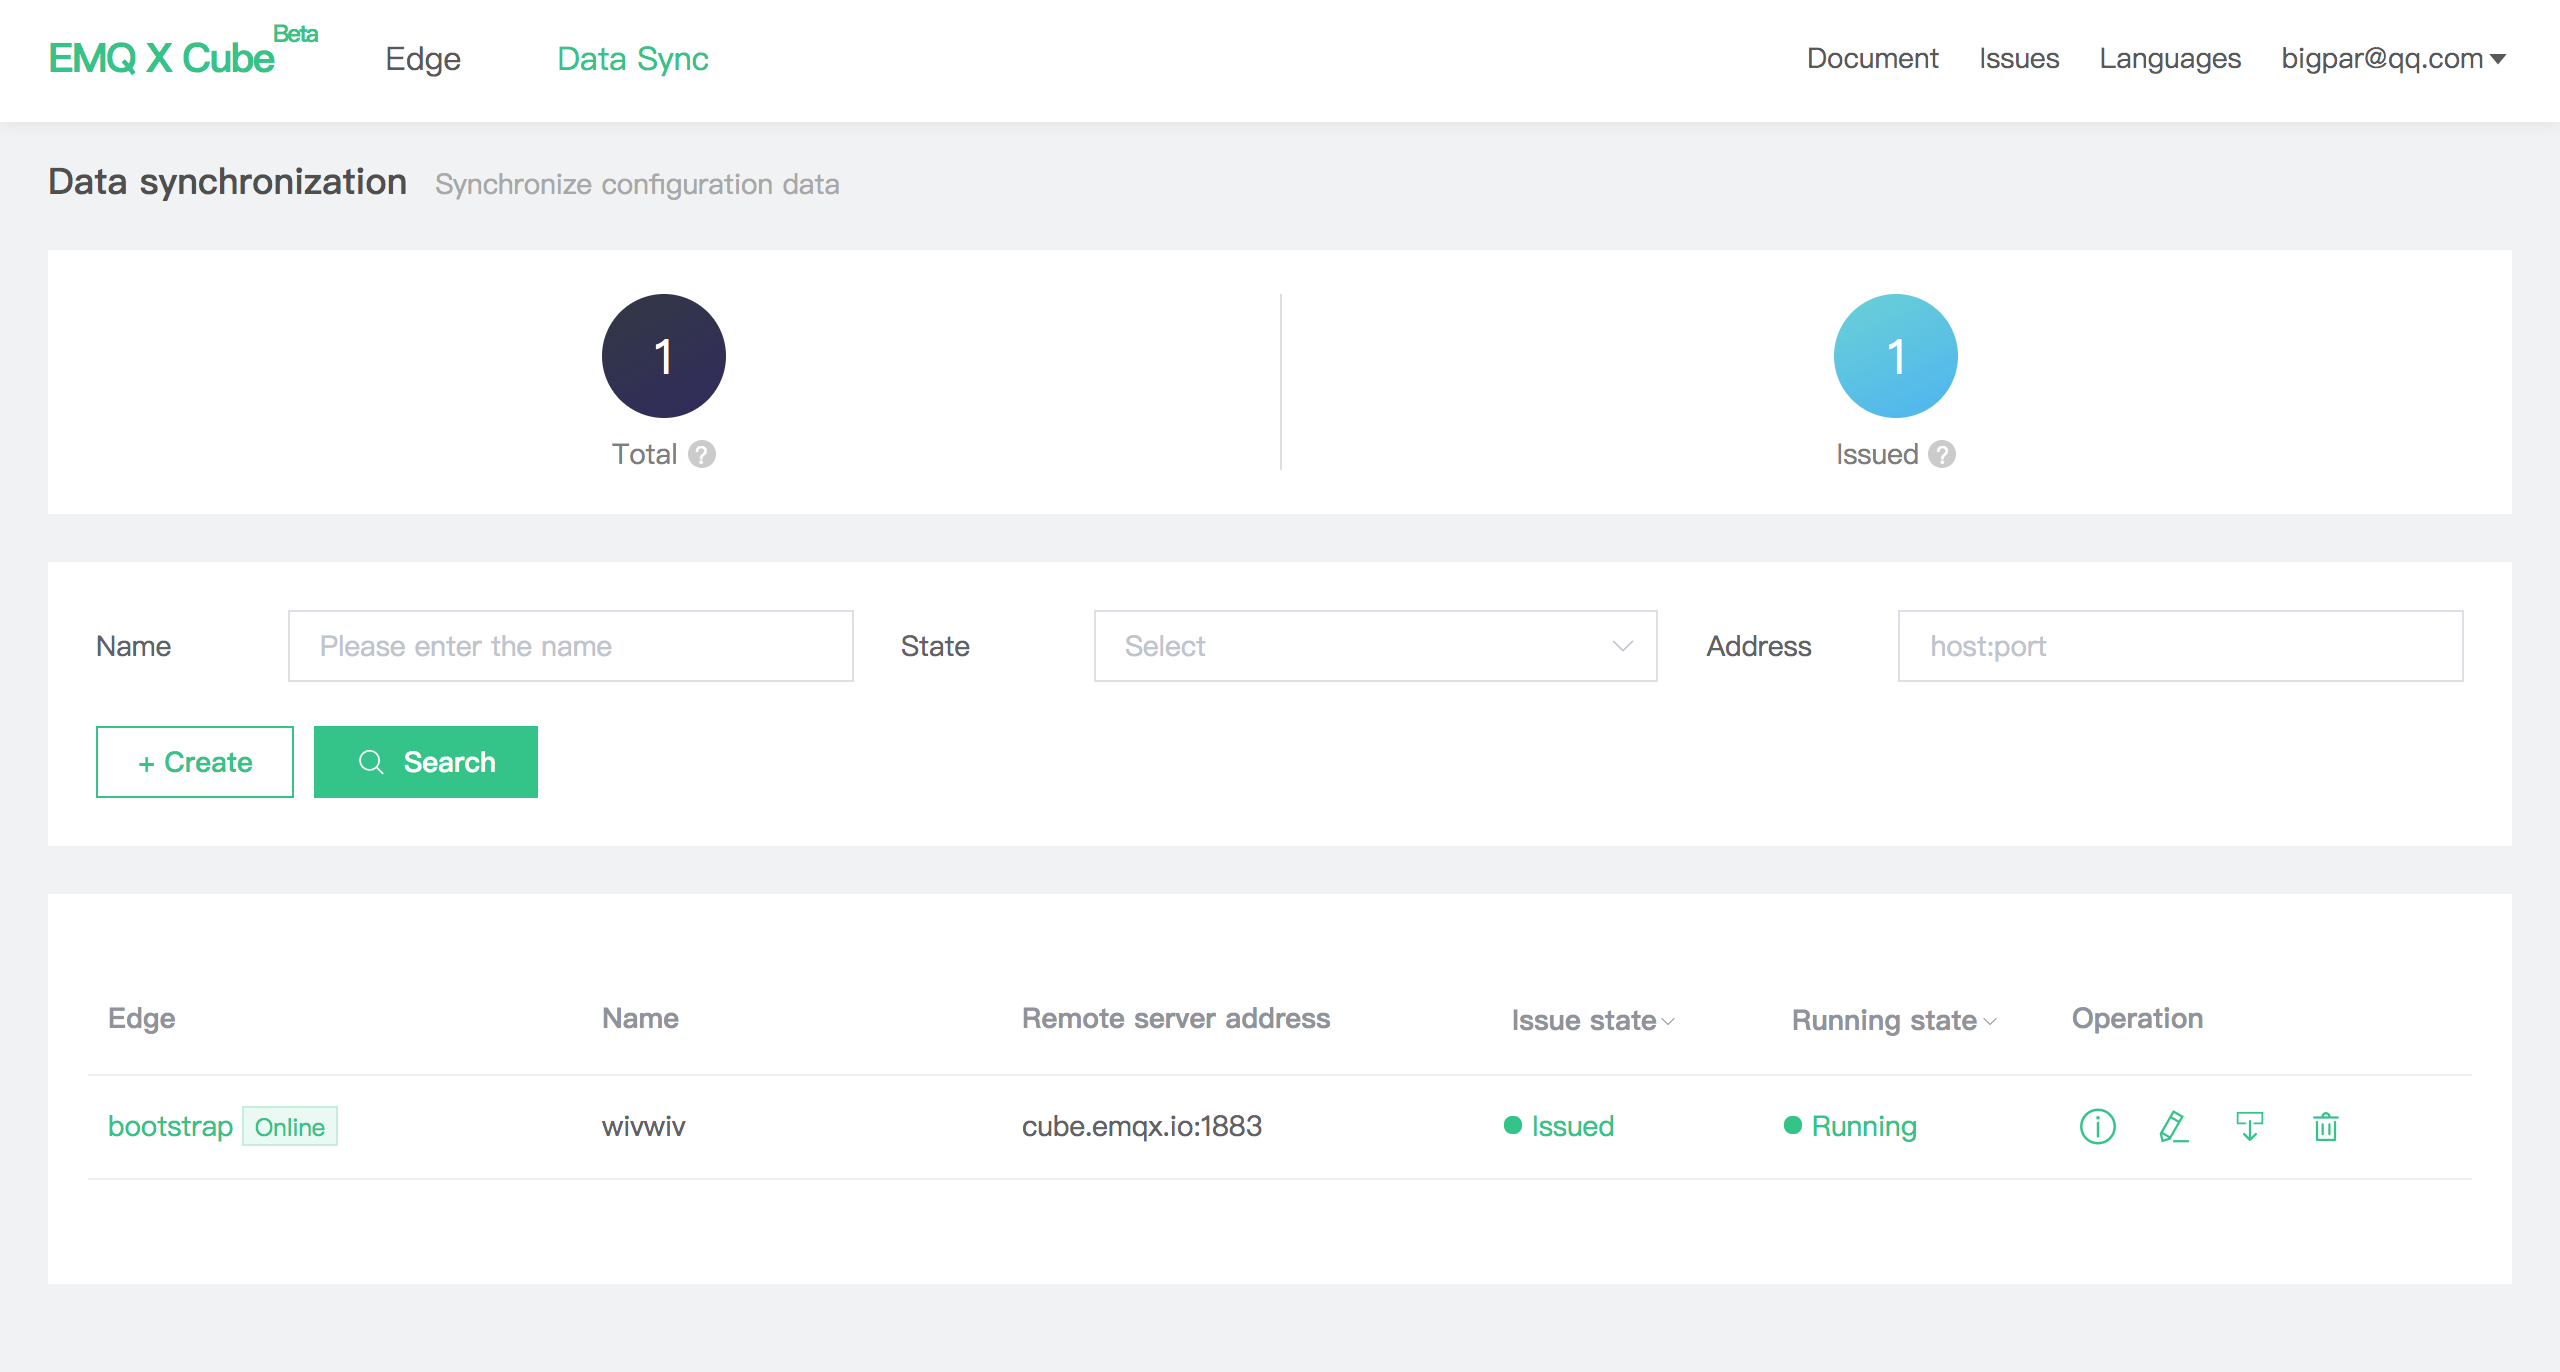 EMQ X Cube Beta Edge Data Sync Document Issues Languages bigpar@qq.com
Data synchronization Synchronize configuration data
1 1
Total ? Issued ?
Name Please enter the name State Select Address host:port
+ Create Search
Edge Name Remote server address Issue state Running state Operation
bootstrap Online wivwiv cube.emqx.io:1883 Issued Running